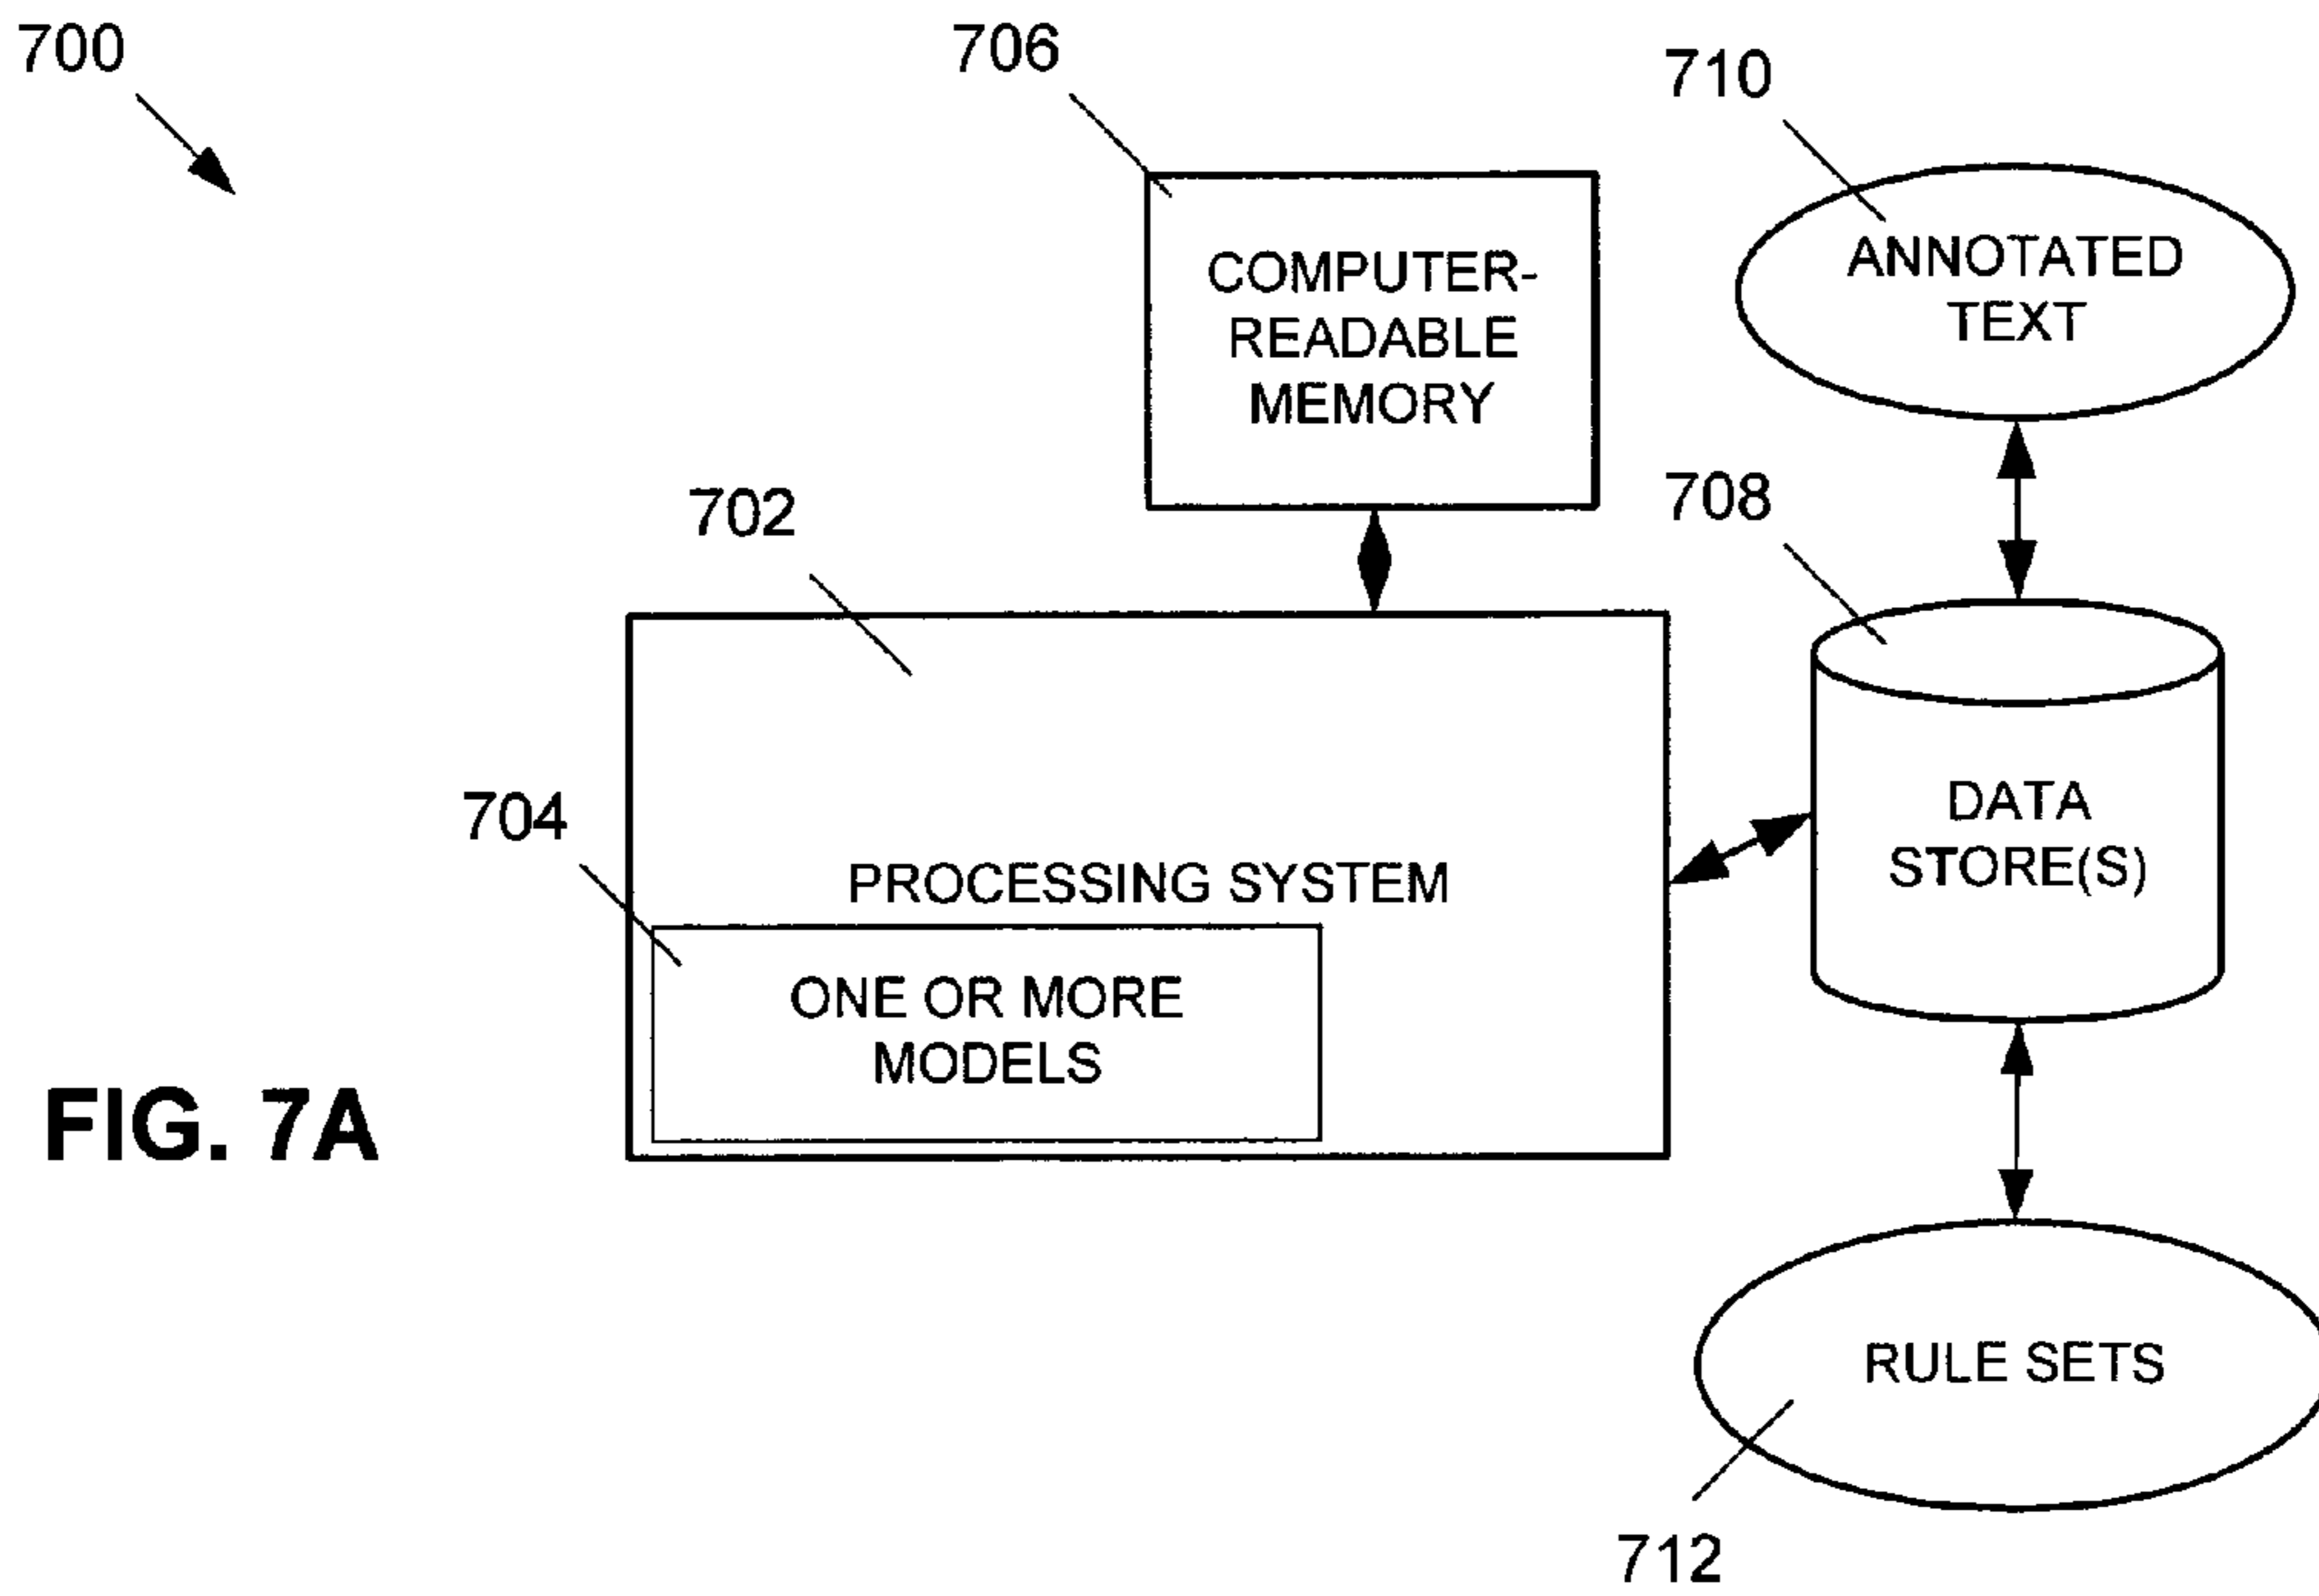 700
706
710
COMPUTER-
READABLE
MEMORY
ANNOTATED
TEXT
702
708
704
PROCESSING SYSTEM
DATA
STORE(S)
ONE OR MORE
MODELS
FIG. 7A
RULE SETS
712